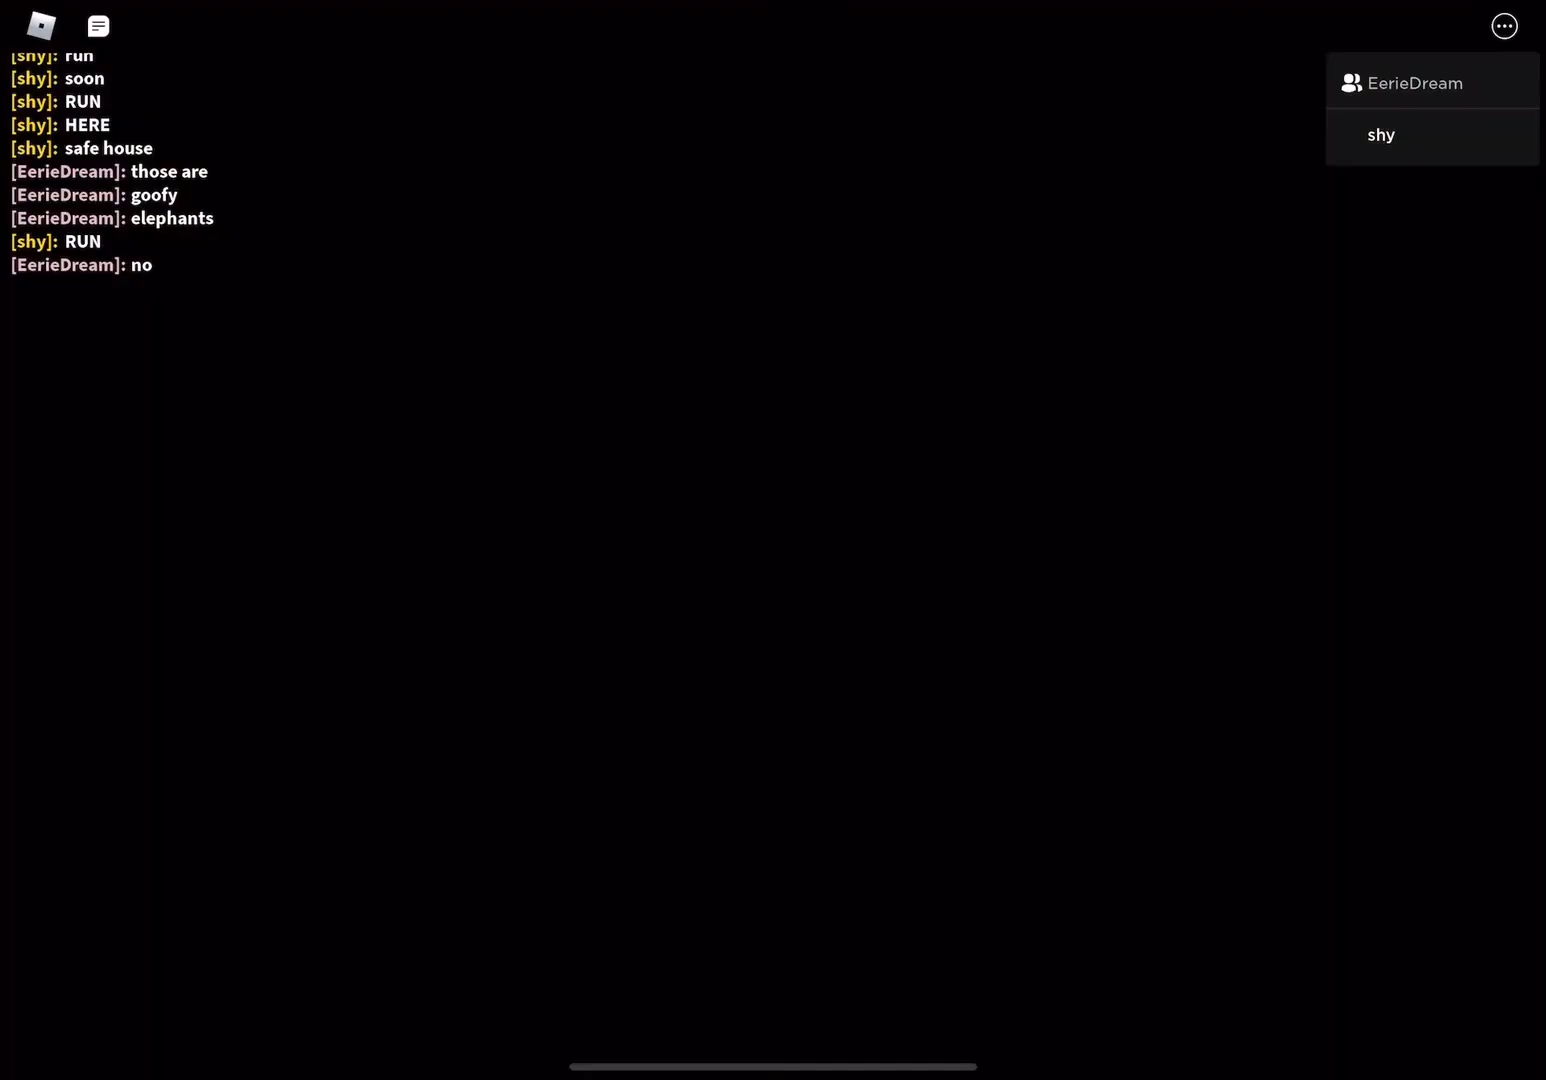 [shy]: run
[shy]: soon
[shy]: RUN
[shy]: HERE
[shy]: safe house
[EerieDream]: those are
[EerieDream]: goofy
[EerieDream]: elephants
[shy]: RUN
[EerieDream]: no
EerieDream
shy